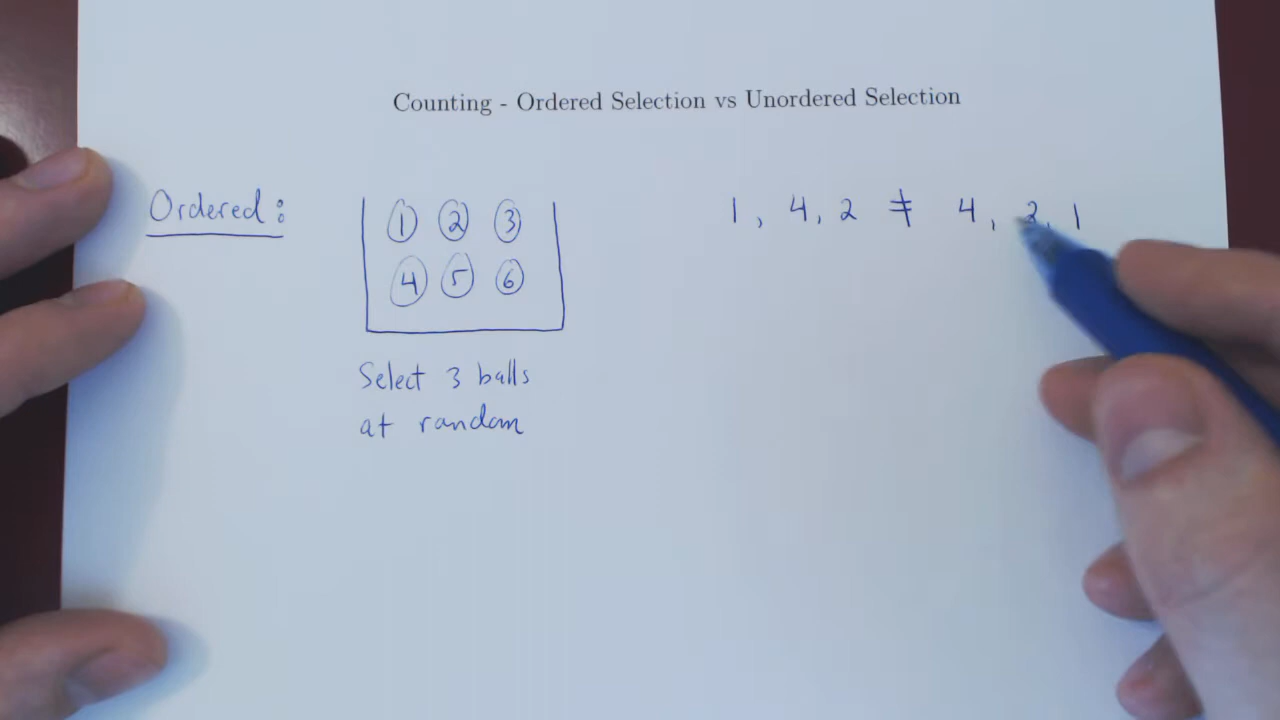 Counting - Ordered Selection vs Unordered Selection
Ordered:
1 2 3
4 5 6
Select 3 balls
at random
1, 4, 2 ≠ 4, 2, 1